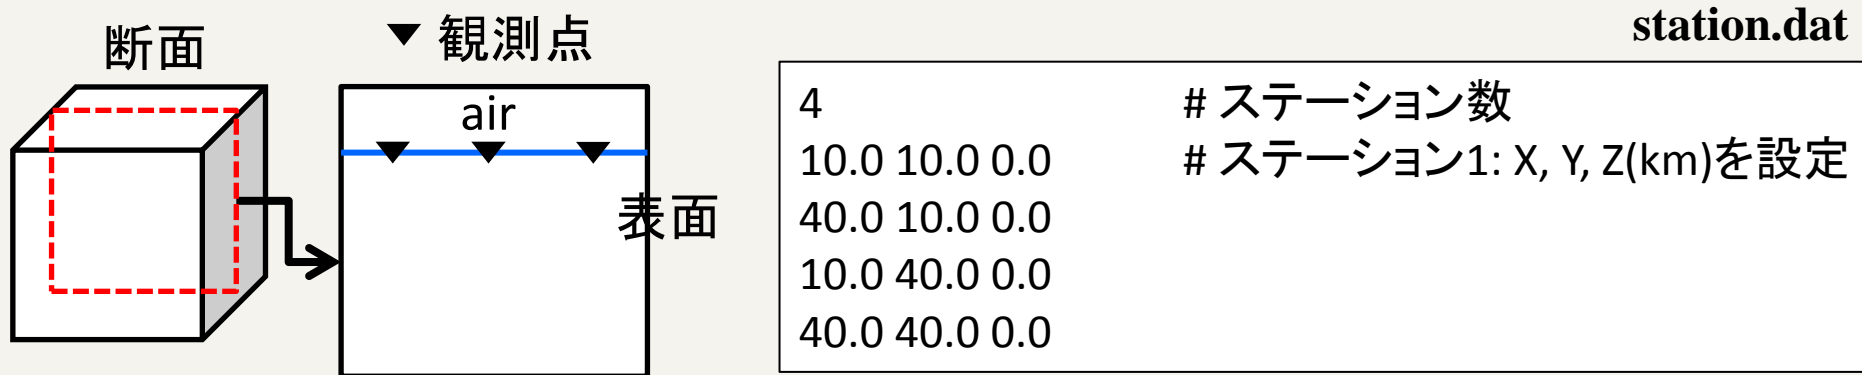 断面
▼ 観測点
air
表面
station.dat
4 # ステーション数
10.0 10.0 0.0 # ステーション1: X, Y, Z(km)を設定
40.0 10.0 0.0
10.0 40.0 0.0
40.0 40.0 0.0